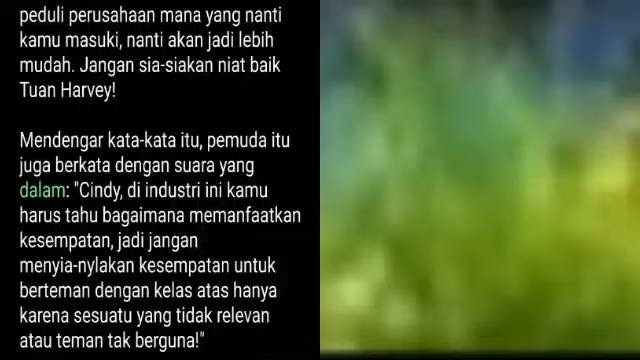 peduli perusahaan mana yang nanti
kamu masuki, nanti akan jadi lebih
mudah. Jangan sia-siakan niat baik
Tuan Harvey!
Mendengar kata-kata itu, pemuda itu
juga berkata dengan suara yang
dalam: "Cindy, di industri ini kamu
harus tahu bagaimana memanfaatkan
kesempatan, jadi jangan
menyia-nylakan kesempatan untuk
berteman dengan kelas atas hanya
karena sesuatu yang tidak relevan
atau teman tak berguna!"